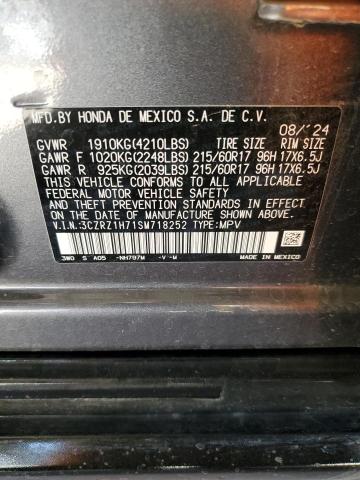 MFD.BY HONDA DE MEXICO S.A. DE C.V.
08/'24
GVWR 1910KG(4210LBS) TIRE SIZE RIM SIZE
GAWR F 1020KG(2248LBS) 215/60R17 96H 17X6.5J
GAWR R 925KG(2039LBS) 215/60R17 96H 17X6.5J
THIS VEHICLE CONFORMS TO ALL APPLICABLE
FEDERAL MOTOR VEHICLE SAFETY
AND THEFT PREVENTION STANDARDS IN EFFECT
ON THE DATE OF MANUFACTURE SHOWN ABOVE.
V.I.N.:3CZRZ1H71SM718252 TYPE:MPV
3W0 S A05 -NH797M -V-M MADE IN MEXICO